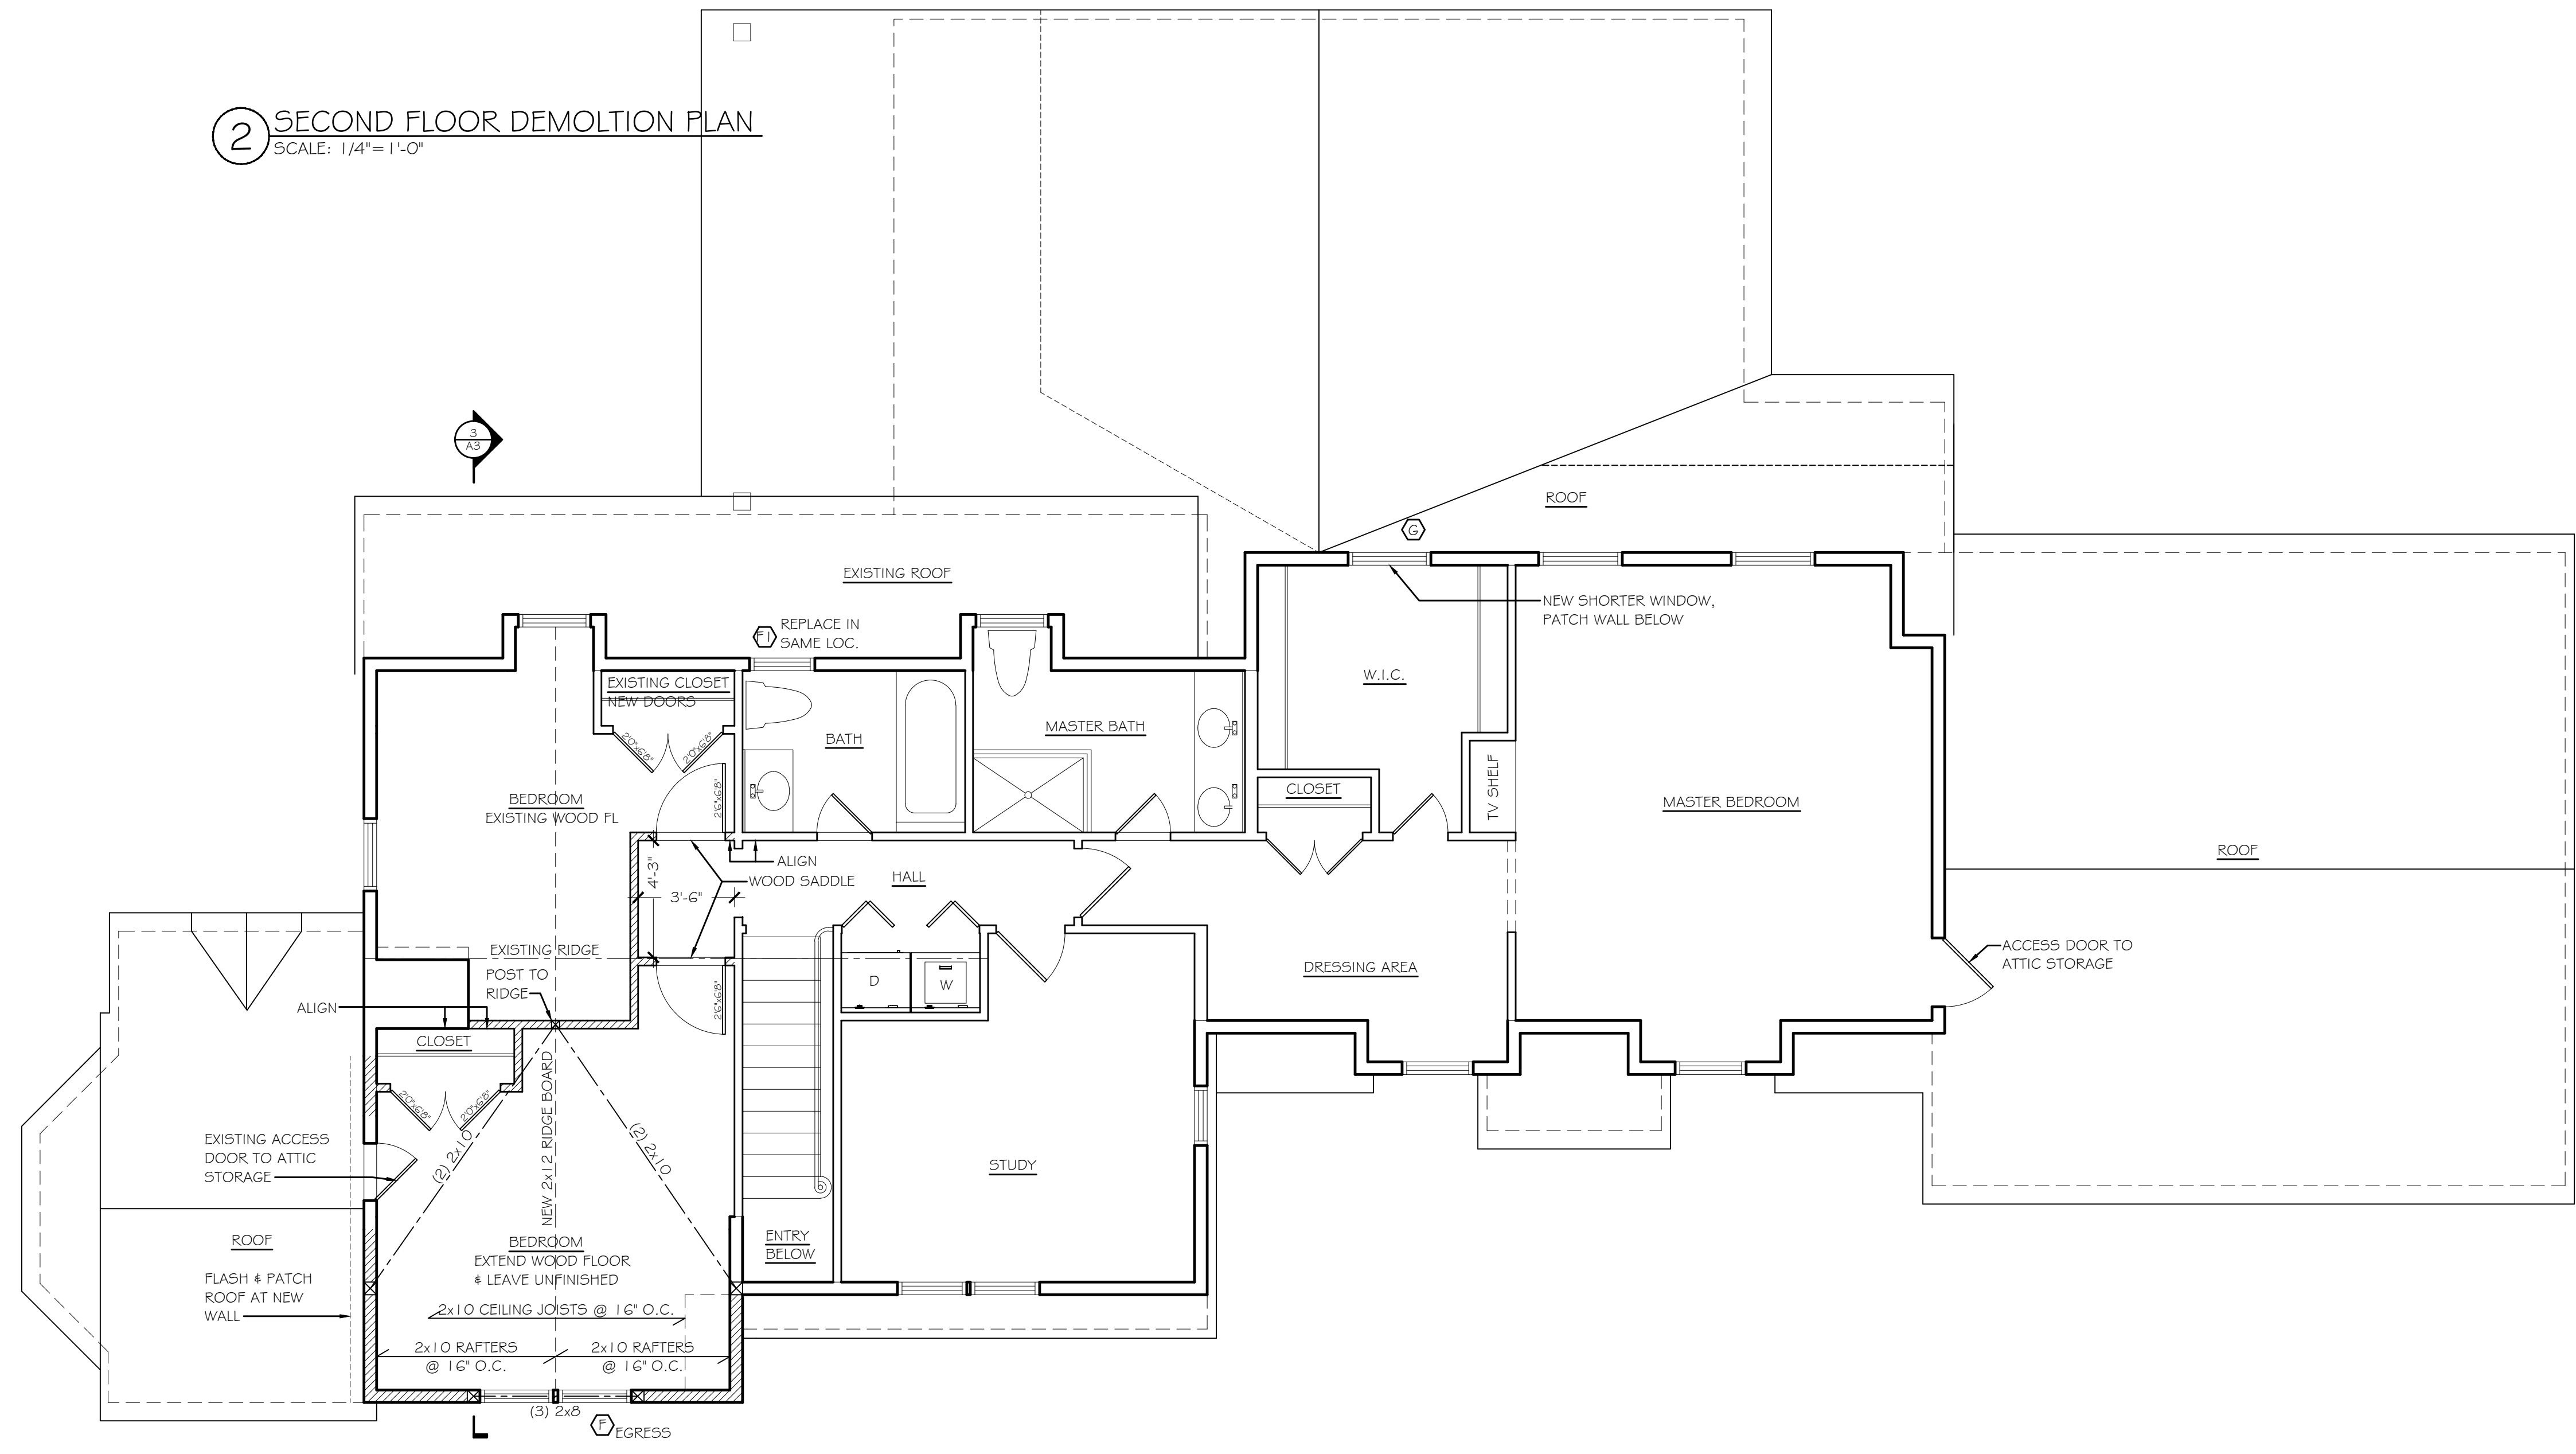 2
SECOND FLOOR DEMOLTION PLAN
SCALE: 1/4"=1'-0"
3
A3
ROOF
G
EXISTING ROOF
NEW SHORTER WINDOW,
PATCH WALL BELOW
F1
REPLACE IN
SAME LOC.
EXISTING CLOSET
NEW DOORS
2'0"x6'8"
2'0"x6'8"
W.I.C.
MASTER BATH
BATH
2'6"x6'8"
BEDROOM
EXISTING WOOD FL
CLOSET
TV SHELF
MASTER BEDROOM
ROOF
ALIGN
WOOD SADDLE
HALL
4'-3"
3'-6"
EXISTING RIDGE
POST TO
RIDGE
ALIGN
D
W
2'6"x6'8"
DRESSING AREA
ACCESS DOOR TO
ATTIC STORAGE
CLOSET
2'0"x6'8"
2'0"x6'8"
EXISTING ACCESS
DOOR TO ATTIC
STORAGE
(2) 2x10
NEW 2x12 RIDGE BOARD
(2) 2x10
STUDY
ROOF
FLASH & PATCH
ROOF AT NEW
WALL
ENTRY
BELOW
BEDROOM
EXTEND WOOD FLOOR
& LEAVE UNFINISHED
2x10 CEILING JOISTS @ 16" O.C.
2x10 RAFTERS
@ 16" O.C.
2x10 RAFTERS
@ 16" O.C.
(3) 2x8
F
EGRESS